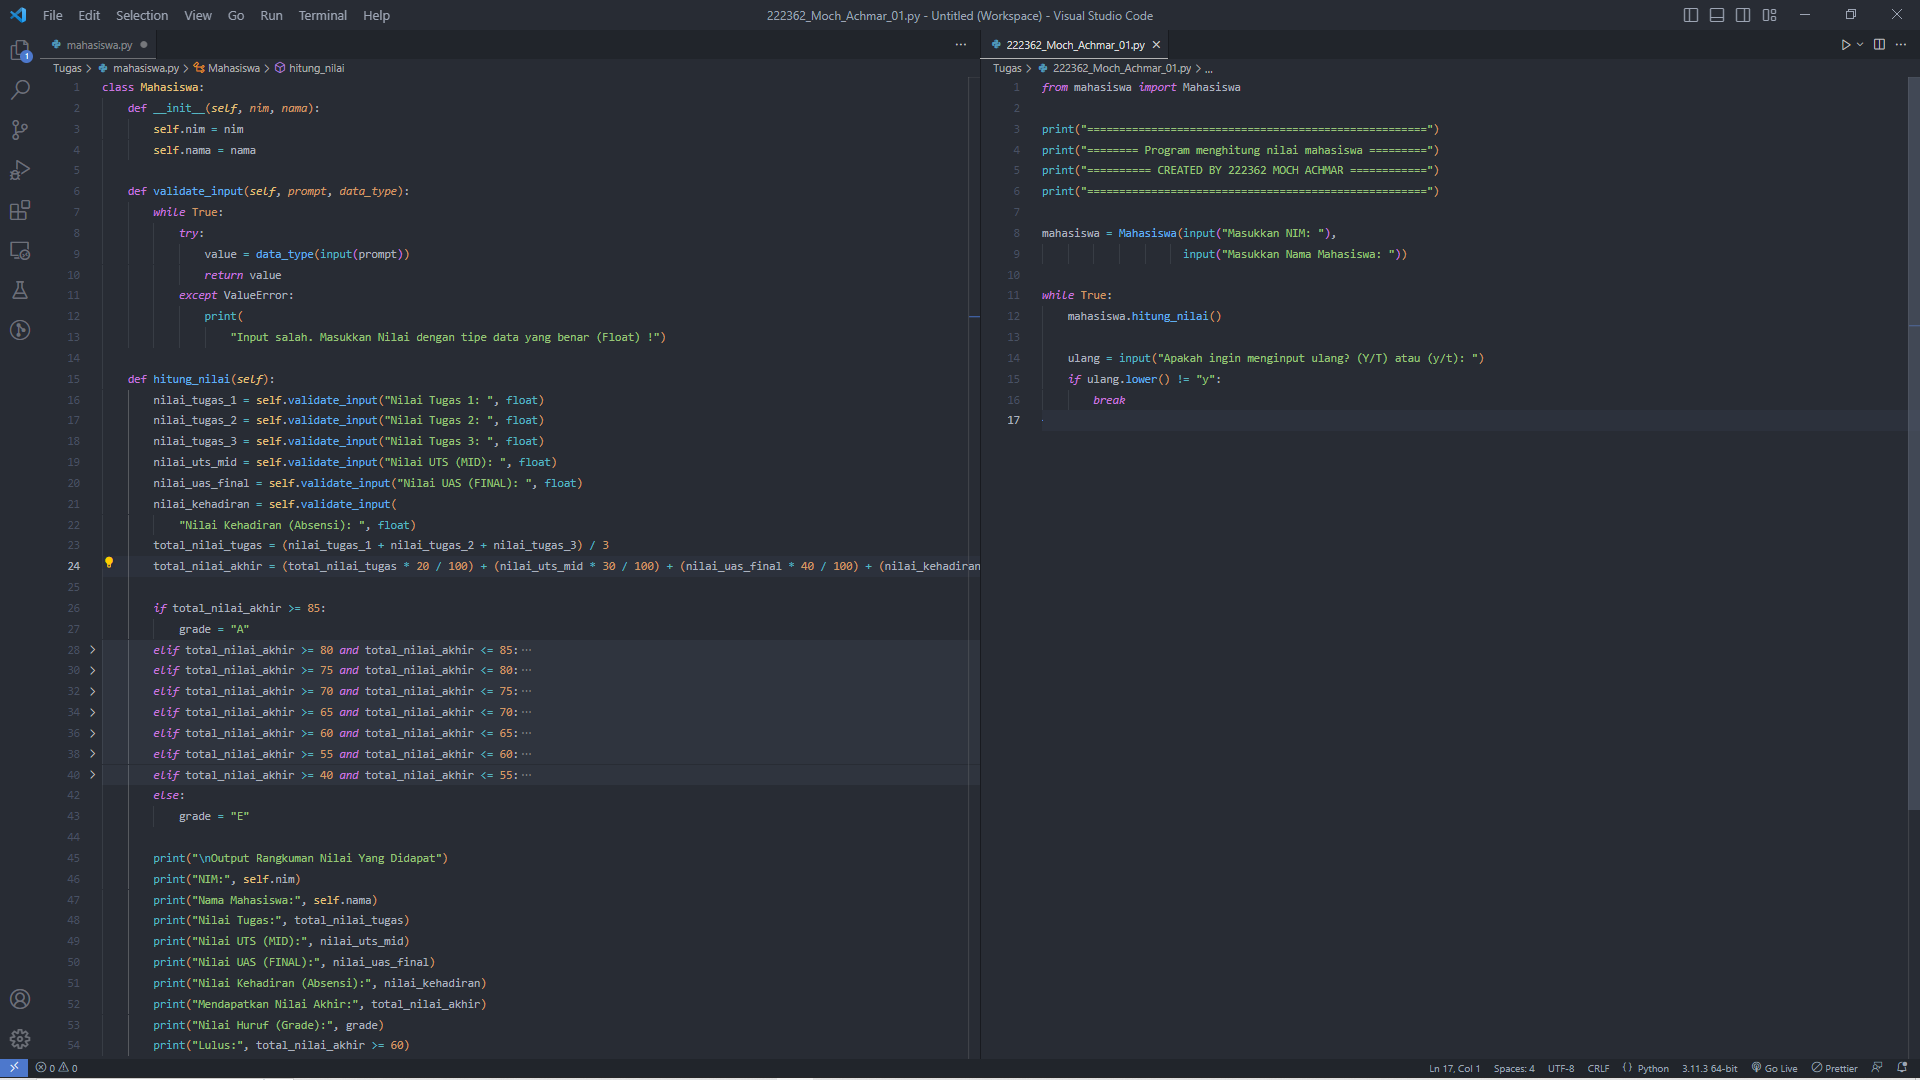 File Edit Selection View Go Run Terminal Help
222362_Moch_Achmar_01.py - Untitled (Workspace) - Visual Studio Code
1
mahasiswa.py
Tugas > mahasiswa.py > Mahasiswa > hitung_nilai
1 class Mahasiswa:
2 def __init__(self, nim, nama):
3 self.nim = nim
4 self.nama = nama
5
6 def validate_input(self, prompt, data_type):
7 while True:
8 try:
9 value = data_type(input(prompt))
10 return value
11 except ValueError:
12 print(
13 "Input salah. Masukkan Nilai dengan tipe data yang benar (Float) !")
14
15 def hitung_nilai(self):
16 nilai_tugas_1 = self.validate_input("Nilai Tugas 1: ", float)
17 nilai_tugas_2 = self.validate_input("Nilai Tugas 2: ", float)
18 nilai_tugas_3 = self.validate_input("Nilai Tugas 3: ", float)
19 nilai_uts_mid = self.validate_input("Nilai UTS (MID): ", float)
20 nilai_uas_final = self.validate_input("Nilai UAS (FINAL): ", float)
21 nilai_kehadiran = self.validate_input(
22 "Nilai Kehadiran (Absensi): ", float)
23 total_nilai_tugas = (nilai_tugas_1 + nilai_tugas_2 + nilai_tugas_3) / 3
24 total_nilai_akhir = (total_nilai_tugas * 20 / 100) + (nilai_uts_mid * 30 / 100) + (nilai_uas_final * 40 / 100) + (nilai_kehadiran
25
26 if total_nilai_akhir >= 85:
27 grade = "A"
28 elif total_nilai_akhir >= 80 and total_nilai_akhir <= 85: ...
30 elif total_nilai_akhir >= 75 and total_nilai_akhir <= 80: ...
32 elif total_nilai_akhir >= 70 and total_nilai_akhir <= 75: ...
34 elif total_nilai_akhir >= 65 and total_nilai_akhir <= 70: ...
36 elif total_nilai_akhir >= 60 and total_nilai_akhir <= 65: ...
38 elif total_nilai_akhir >= 55 and total_nilai_akhir <= 60: ...
40 elif total_nilai_akhir >= 40 and total_nilai_akhir <= 55: ...
42 else:
43 grade = "E"
44
45 print("\nOutput Rangkuman Nilai Yang Didapat")
46 print("NIM:", self.nim)
47 print("Nama Mahasiswa:", self.nama)
48 print("Nilai Tugas:", total_nilai_tugas)
49 print("Nilai UTS (MID):", nilai_uts_mid)
50 print("Nilai UAS (FINAL):", nilai_uas_final)
51 print("Nilai Kehadiran (Absensi):", nilai_kehadiran)
52 print("Mendapatkan Nilai Akhir:", total_nilai_akhir)
53 print("Nilai Huruf (Grade):", grade)
54 print("Lulus:", total_nilai_akhir >= 60)
222362_Moch_Achmar_01.py
Tugas > 222362_Moch_Achmar_01.py > ...
1 from mahasiswa import Mahasiswa
2
3 print("=====================================================")
4 print("======== Program menghitung nilai mahasiswa =========")
5 print("========== CREATED BY 222362 MOCH ACHMAR ============")
6 print("=====================================================")
7
8 mahasiswa = Mahasiswa(input("Masukkan NIM: "),
9 input("Masukkan Nama Mahasiswa: "))
10
11 while True:
12 mahasiswa.hitung_nilai()
13
14 ulang = input("Apakah ingin menginput ulang? (Y/T) atau (y/t): ")
15 if ulang.lower() != "y":
16 break
17
0 0
Ln 17, Col 1 Spaces: 4 UTF-8 CRLF Python 3.11.3 64-bit Go Live Prettier